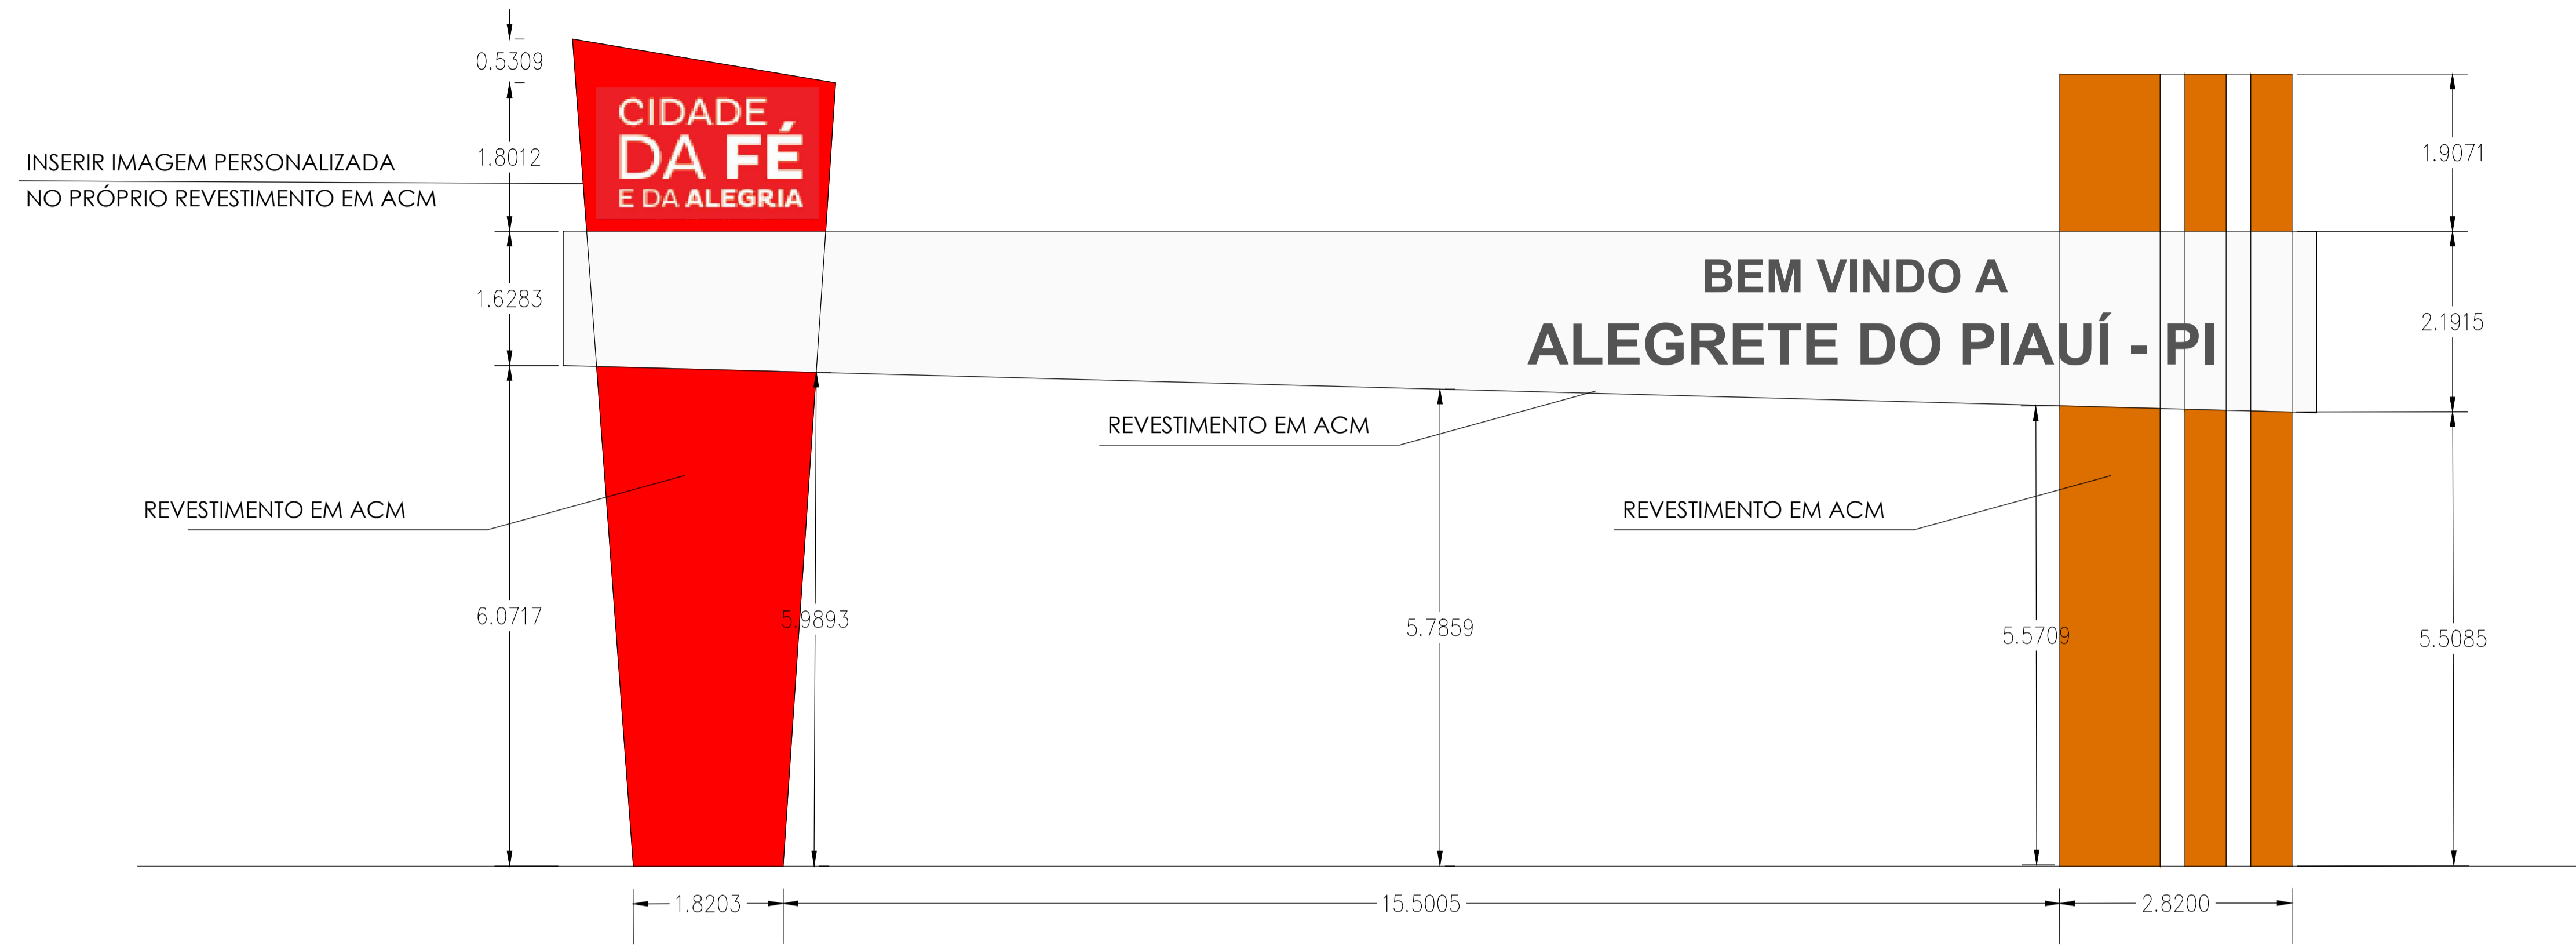 0.5309
CIDADE
DA FÉ
E DA ALEGRIA
INSERIR IMAGEM PERSONALIZADA
NO PRÓPRIO REVESTIMENTO EM ACM
1.8012
1.9071
BEM VINDO A
ALEGRETE DO PIAUÍ - PI
1.6283
2.1915
REVESTIMENTO EM ACM
REVESTIMENTO EM ACM
REVESTIMENTO EM ACM
6.0717
5.9893
5.7859
5.5709
5.5085
1.8203
15.5005
2.8200